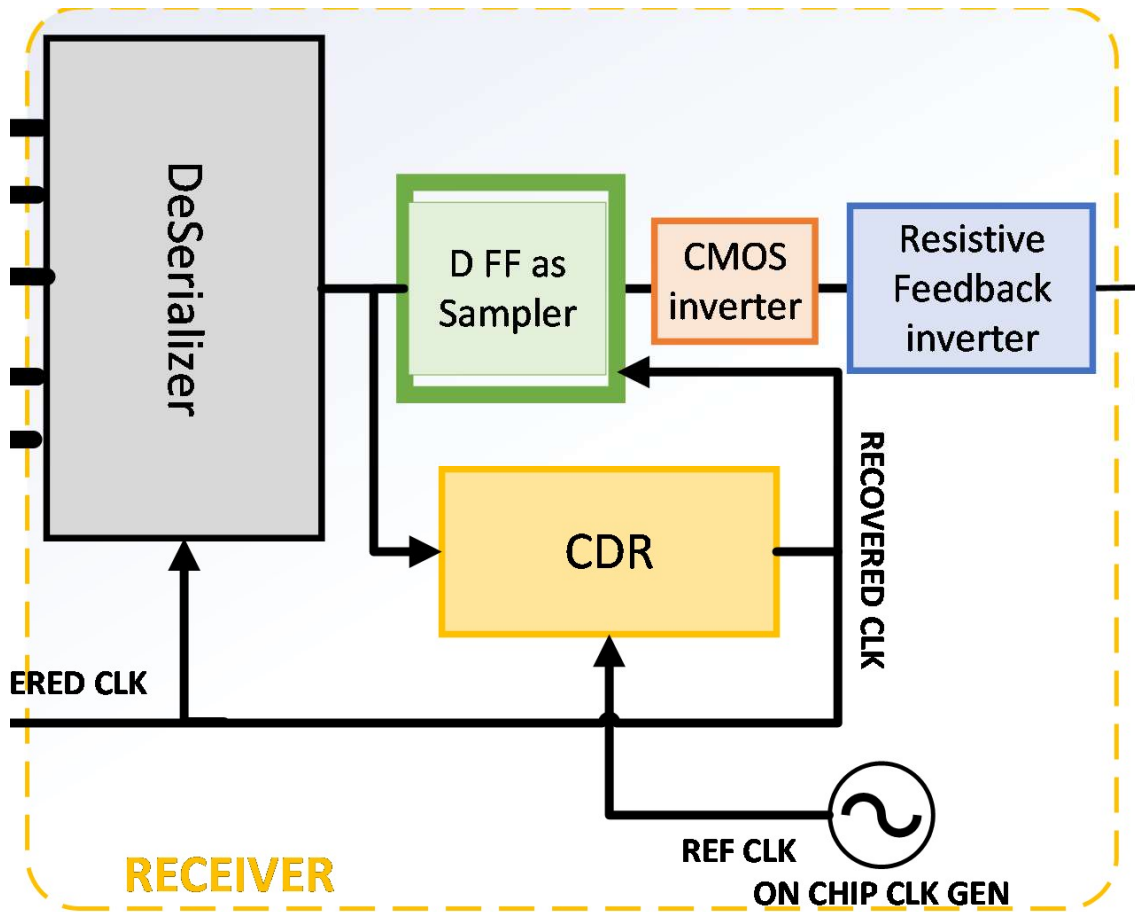 DeSerializer
D FF as
Sampler
CMOS
inverter
Resistive
Feedback
inverter
CDR
RECOVERED CLK
ERED CLK
REF CLK
ON CHIP CLK GEN
RECEIVER